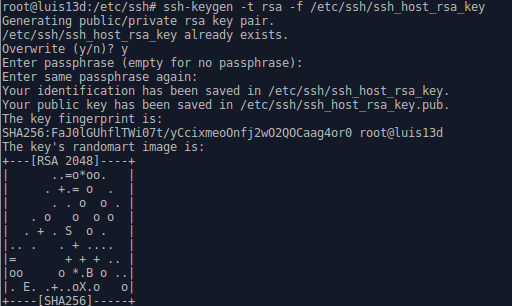 root@luis13d:/etc/ssh# ssh-keygen -t rsa -f /etc/ssh/ssh_host_rsa_key
Generating public/private rsa key pair.
/etc/ssh/ssh_host_rsa_key already exists.
Overwrite (y/n)? y
Enter passphrase (empty for no passphrase):
Enter same passphrase again:
Your identification has been saved in /etc/ssh/ssh_host_rsa_key.
Your public key has been saved in /etc/ssh/ssh_host_rsa_key.pub.
The key fingerprint is:
SHA256:FaJ0lGUhflTWi07t/yCcixmeoOnfj2wO2QOCaag4or0 root@luis13d
The key's randomart image is:
+---[RSA 2048]----+
|      ..=o*oo.   |
|     . +.= o  .  |
|      . . o  o . |
|   . o   o  o o  |
|  . + . S  o .   |
|.. .   . + ....  |
|=       + + + .. |
|oo     o *.B o ..|
|. E. .+..oX.o   o|
+----[SHA256]-----+